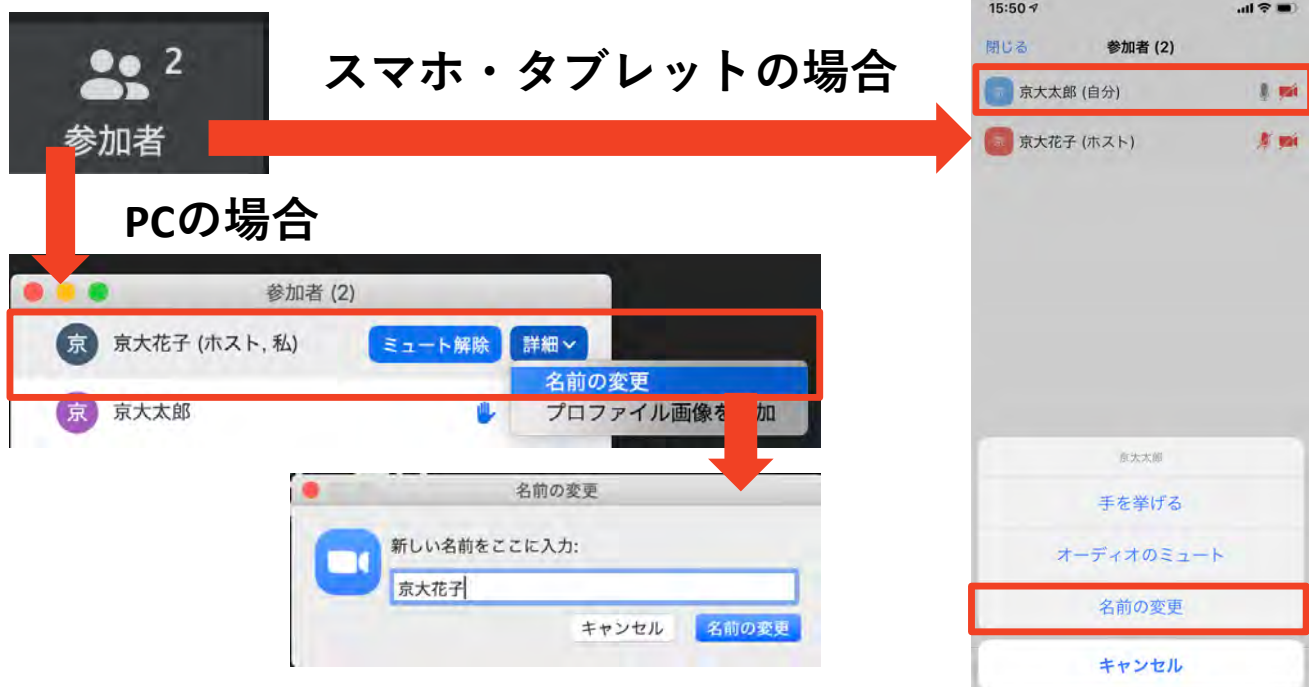 2
参加者
スマホ・タブレットの場合
PCの場合
参加者 (2)
京 京大花子 (ホスト, 私) ミュート解除 詳細
名前の変更
京 京大太郎
プロファイル画像を 加
名前の変更
新しい名前をここに入力:
京大花子
キャンセル 名前の変更
15:50
閉じる 参加者 (2)
京大太郎 (自分)
京 京大花子 (ホスト)
京大太郎
手を挙げる
オーディオのミュート
名前の変更
キャンセル